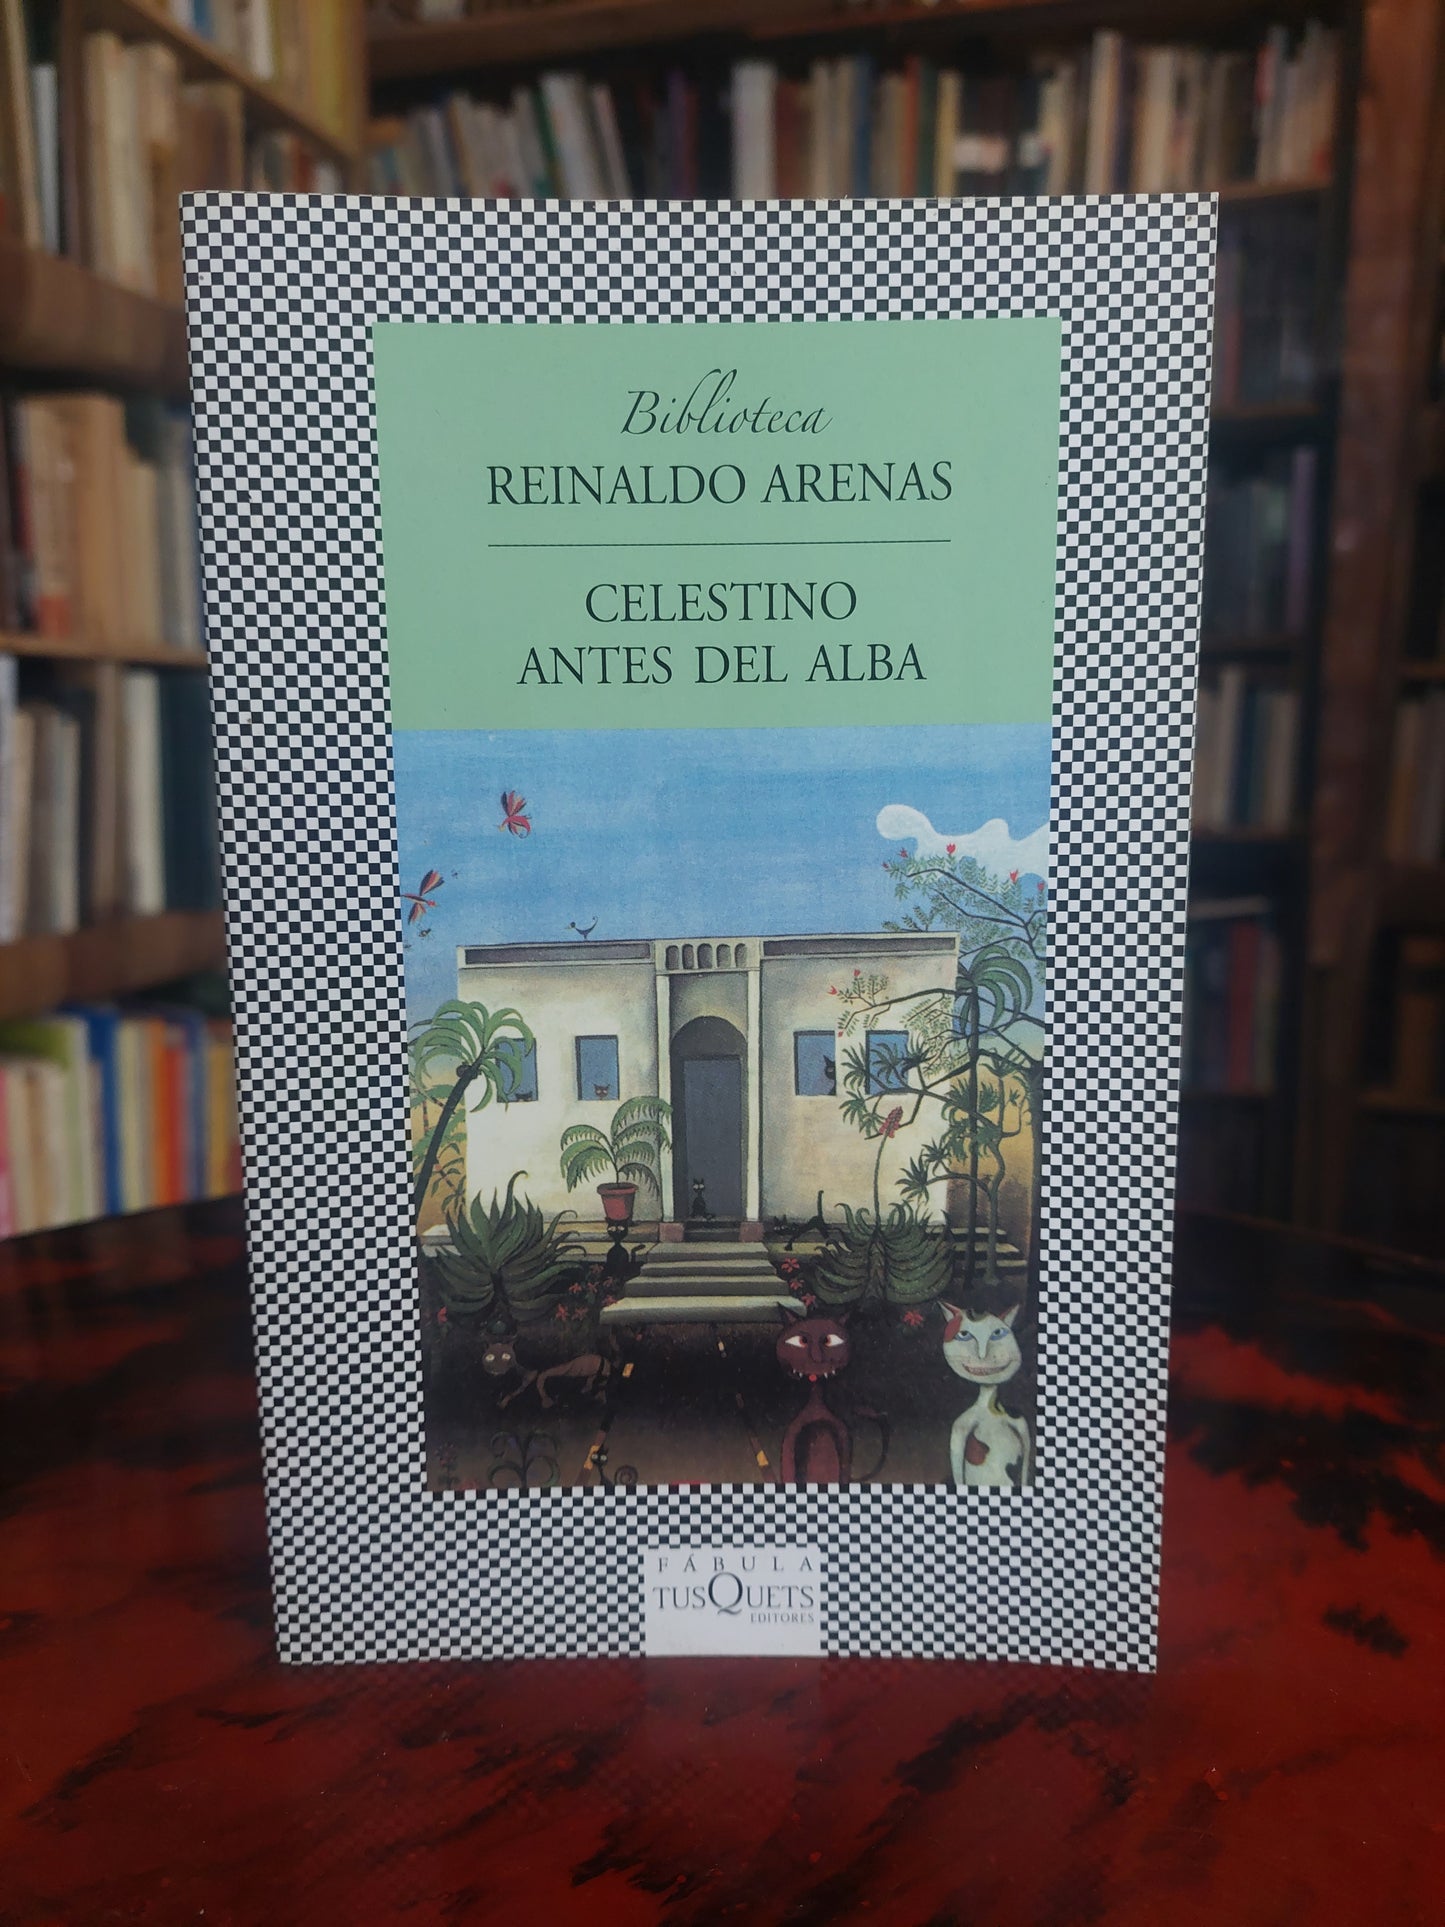 Biblioteca
REINALDO ARENAS
CELESTINO
ANTES DEL ALBA
FÁBULA
TUSQUETS
EDITORES